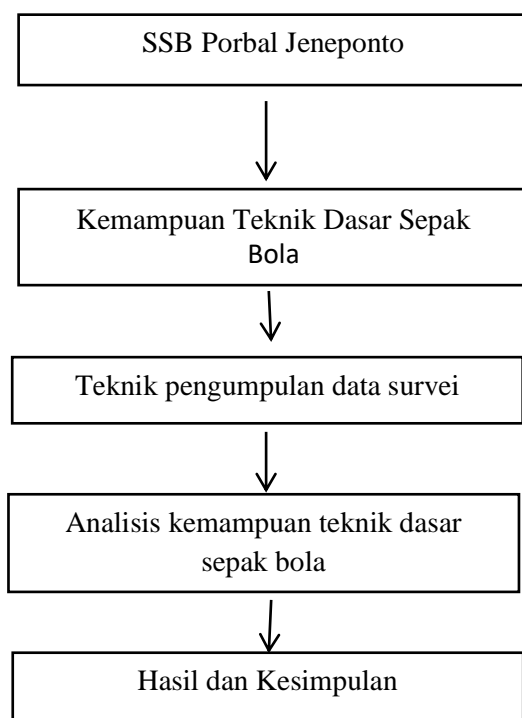 SSB Porbal Jeneponto
Kemampuan Teknik Dasar Sepak
Bola
Teknik pengumpulan data survei
Analisis kemampuan teknik dasar
sepak bola
Hasil dan Kesimpulan